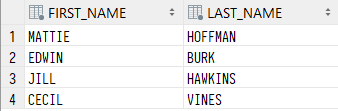 FIRST_NAME LAST_NAME
1 MATTIE HOFFMAN
2 EDWIN BURK
3 JILL HAWKINS
4 CECIL VINES